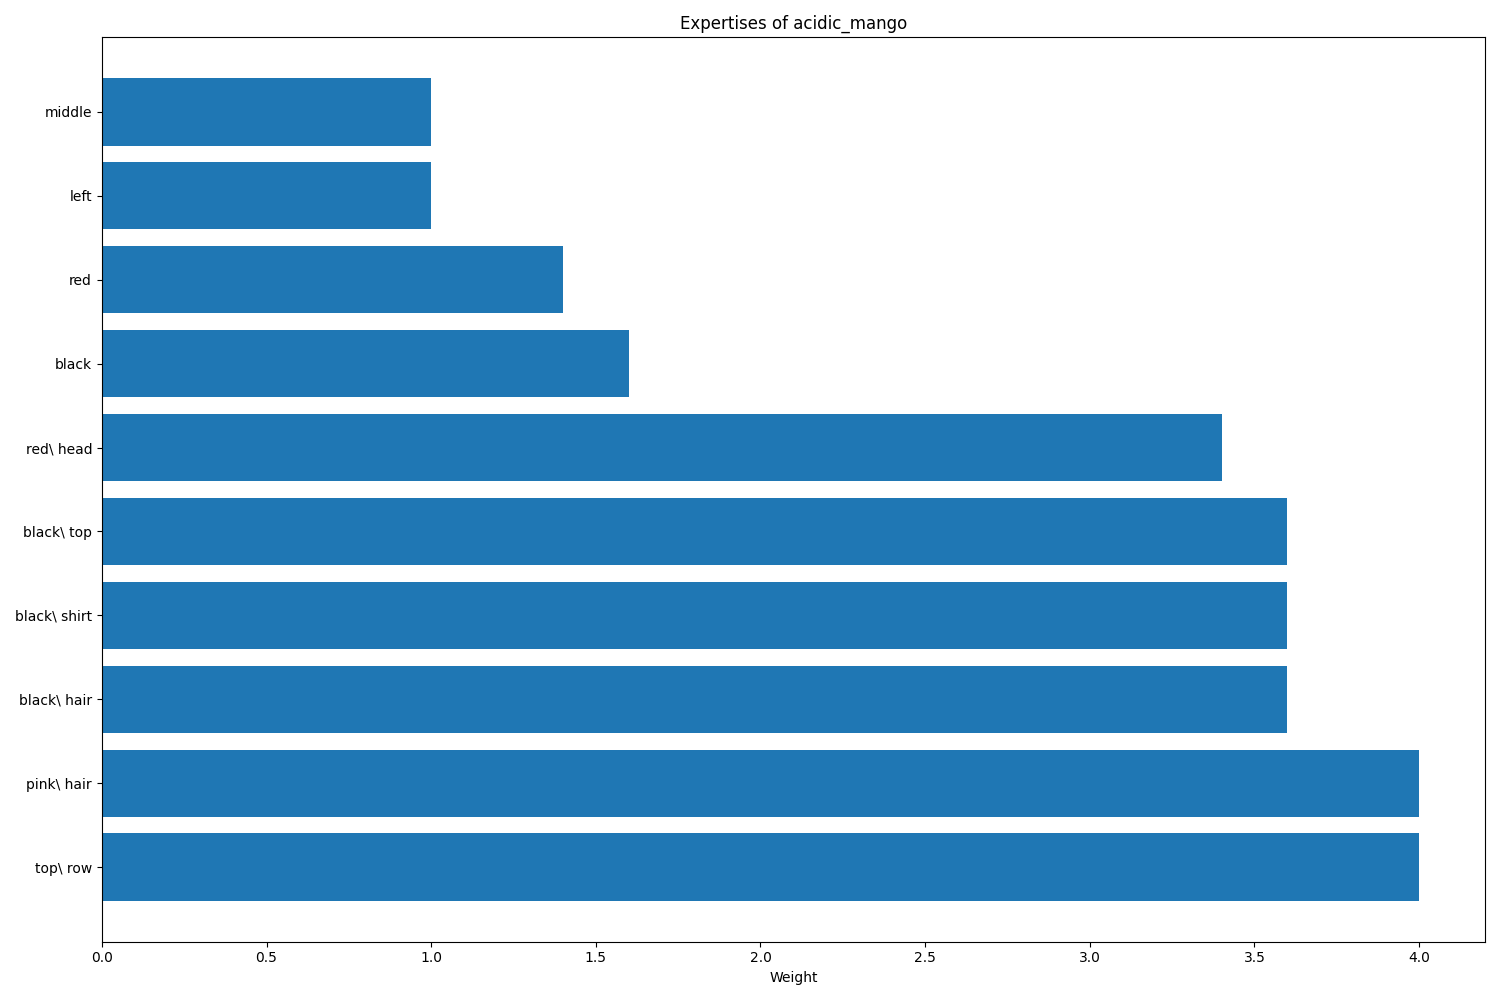 Expertises of acidic_mango
middle
left
red
black
red\ head
black\ top
black\ shirt
black\ hair
pink\ hair
top\ row
0.0 0.5 1.0 1.5 2.0 2.5 3.0 3.5 4.0
Weight